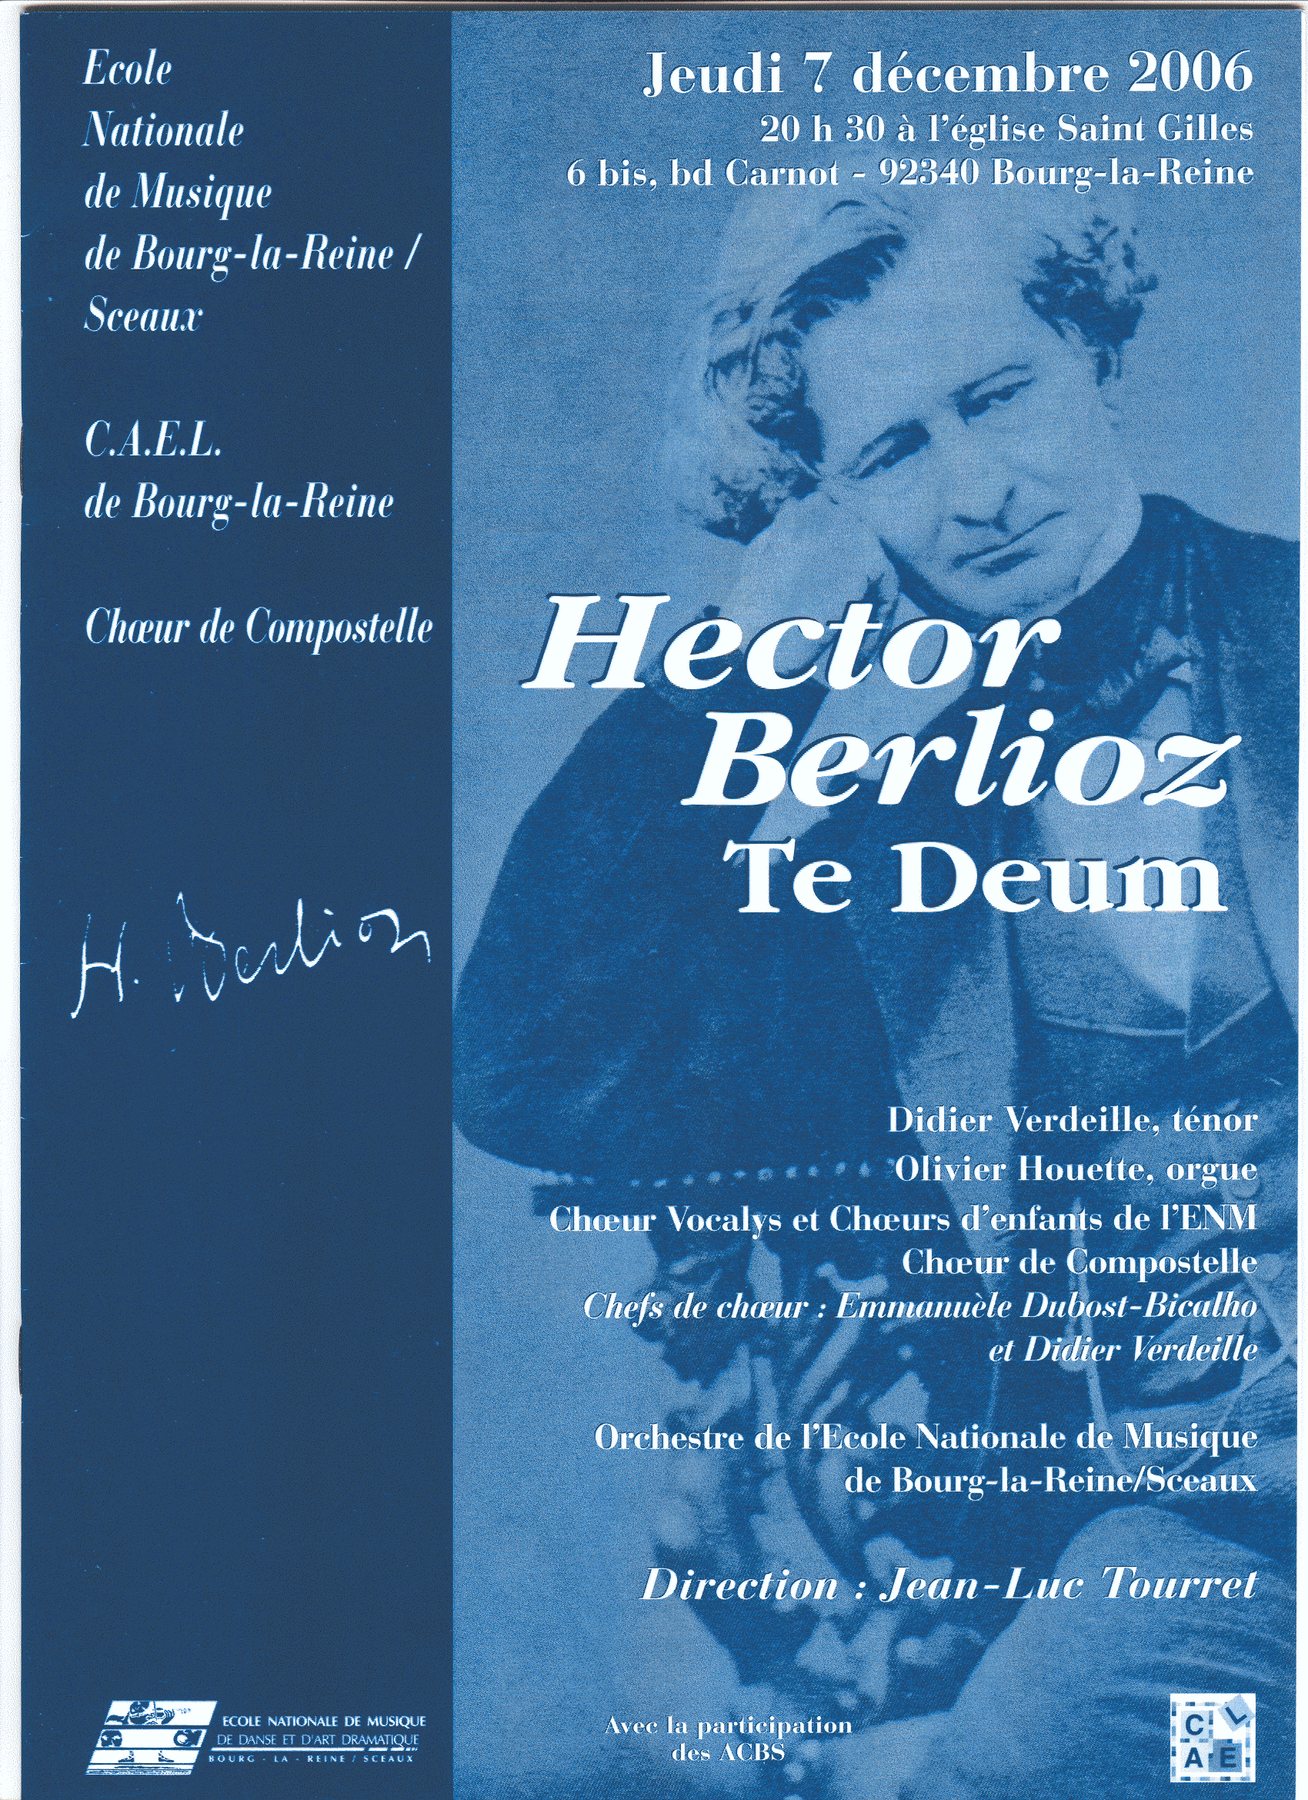 Ecole
Nationale
de Musique
de Bourg-la-Reine /
Sceaux
C.A.E.L.
de Bourg-la-Reine
Chœur de Compostelle
H. Berlioz
ECOLE NATIONALE DE MUSIQUE
DE DANSE ET D'ART DRAMATIQUE
BOURG - LA - REINE / SCEAUX
Jeudi 7 décembre 2006
20 h 30 à l'église Saint Gilles
6 bis, bd Carnot - 92340 Bourg-la-Reine
Hector
Berlioz
Te Deum
Didier Verdeille, ténor
Olivier Houette, orgue
Chœur Vocalys et Chœurs d'enfants de l'ENM
Chœur de Compostelle
Chefs de chœur : Emmanuèle Dubost-Bicalho
et Didier Verdeille
Orchestre de l'Ecole Nationale de Musique
de Bourg-la-Reine/Sceaux
Direction : Jean-Luc Tourret
Avec la participation
des ACBS
C L
A E